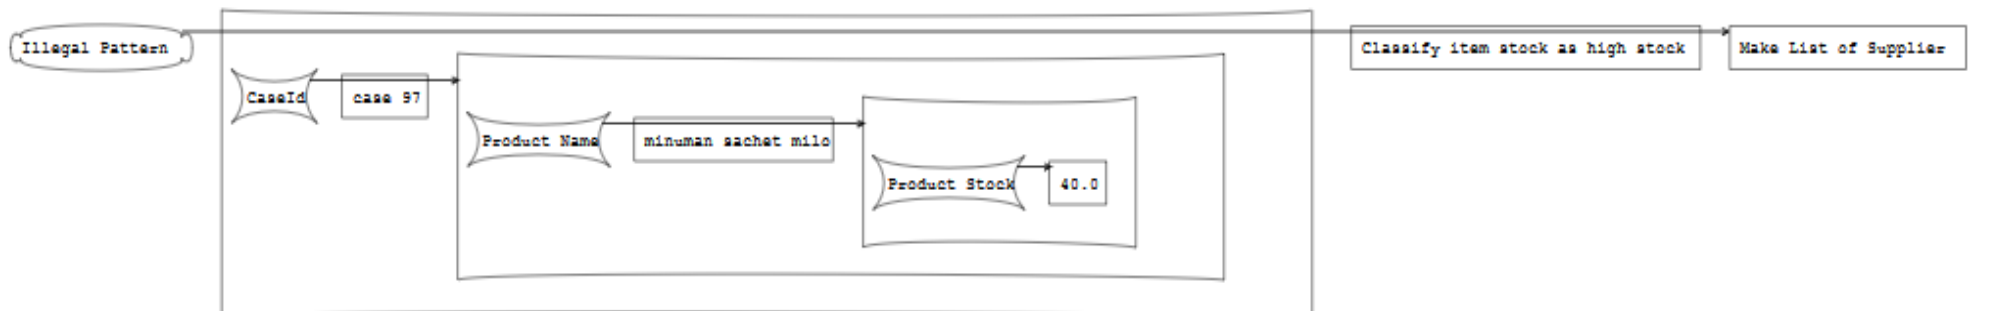 Illegal Pattern
Classify item stock as high stock
Make List of Supplier
CaseId
case 97
Product Name
minuman sachet milo
Product Stock
40.0